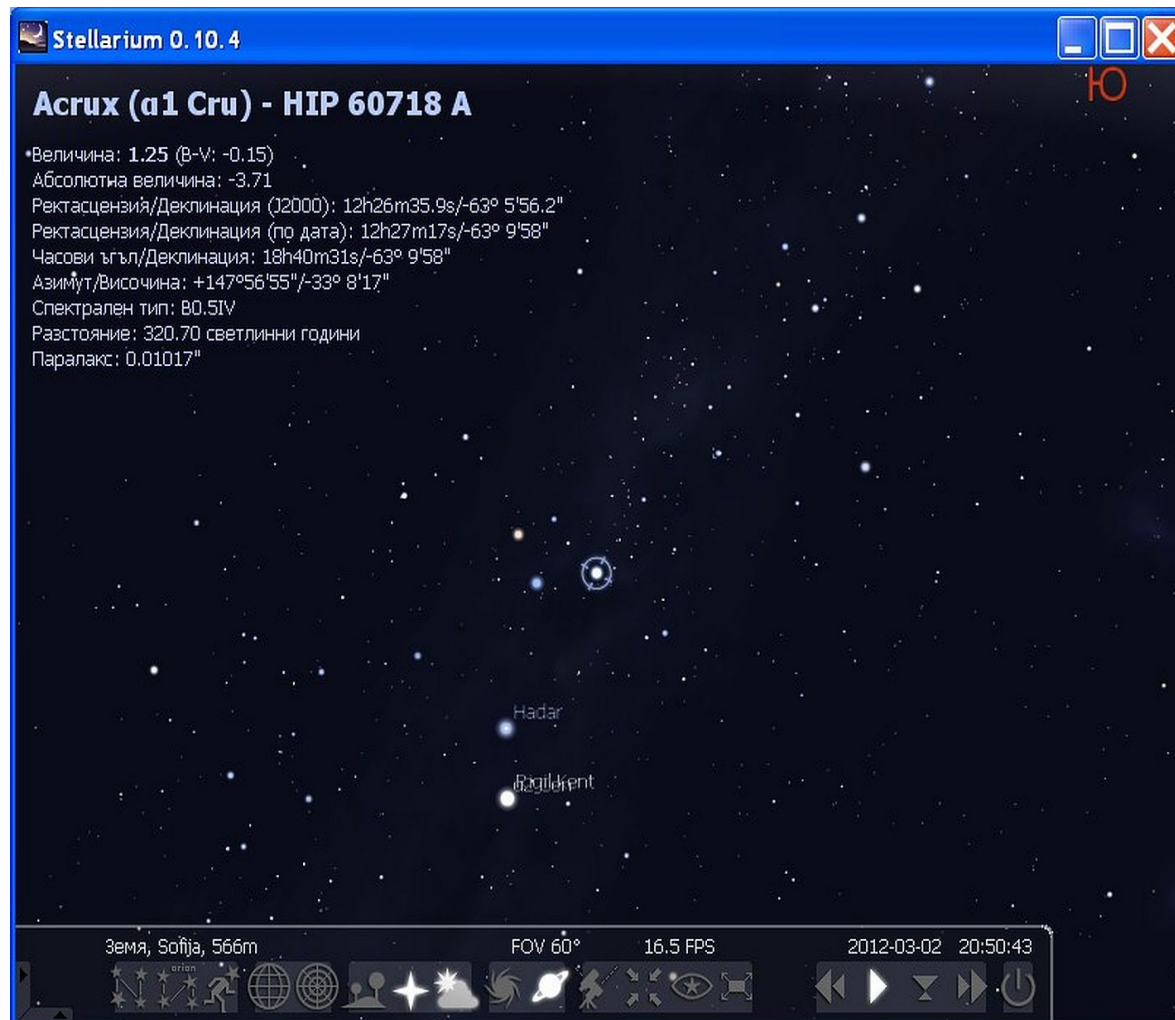 Stellarium 0.10.4
Ю
Acrux (α1 Cru) - HIP 60718 A
Величина: 1.25 (B-V: -0.15)
Абсолютна величина: -3.71
Ректасцензия/Деклинация (J2000): 12h26m35.9s/-63° 5'56.2"
Ректасцензия/Деклинация (по дата): 12h27m17s/-63° 9'58"
Часови ъгъл/Деклинация: 18h40m31s/-63° 9'58"
Азимут/Височина: +147°56'55"/-33° 8'17"
Спектрален тип: B0.5IV
Разстояние: 320.70 светлинни години
Паралакс: 0.01017"
Hadar
Rigil Kent
Земя, Sofija, 566m FOV 60° 16.5 FPS 2012-03-02 20:50:43
orion